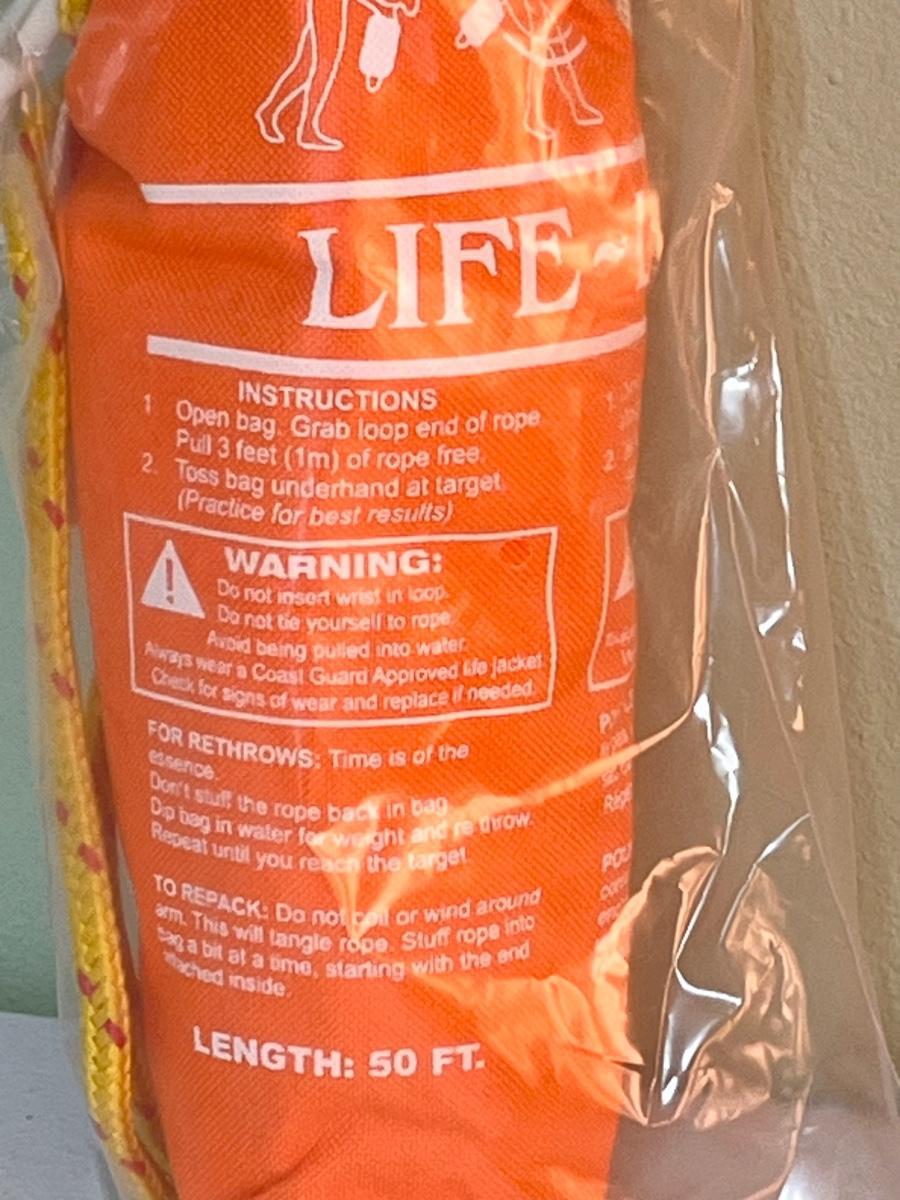 LIFE-
INSTRUCTIONS
1 Open bag. Grab loop end of rope
Pull 3 feet (1m) of rope free.
2. Toss bag underhand at target.
(Practice for best results)
WARNING:
Do not insert wrist in loop.
Do not tie yourself to rope.
Avoid being pulled into water.
Always wear a Coast Guard Approved life jacket
Check for signs of wear and replace if needed.
FOR RETHROWS: Time is of the
essence.
Don't stuff the rope back in bag
Dip bag in water for weight and re throw.
Repeat until you reach the target
TO REPACK: Do not coil or wind around
arm. This will tangle rope. Stuff rope into
bag a bit at a time, starting with the end
attached inside.
LENGTH: 50 FT.